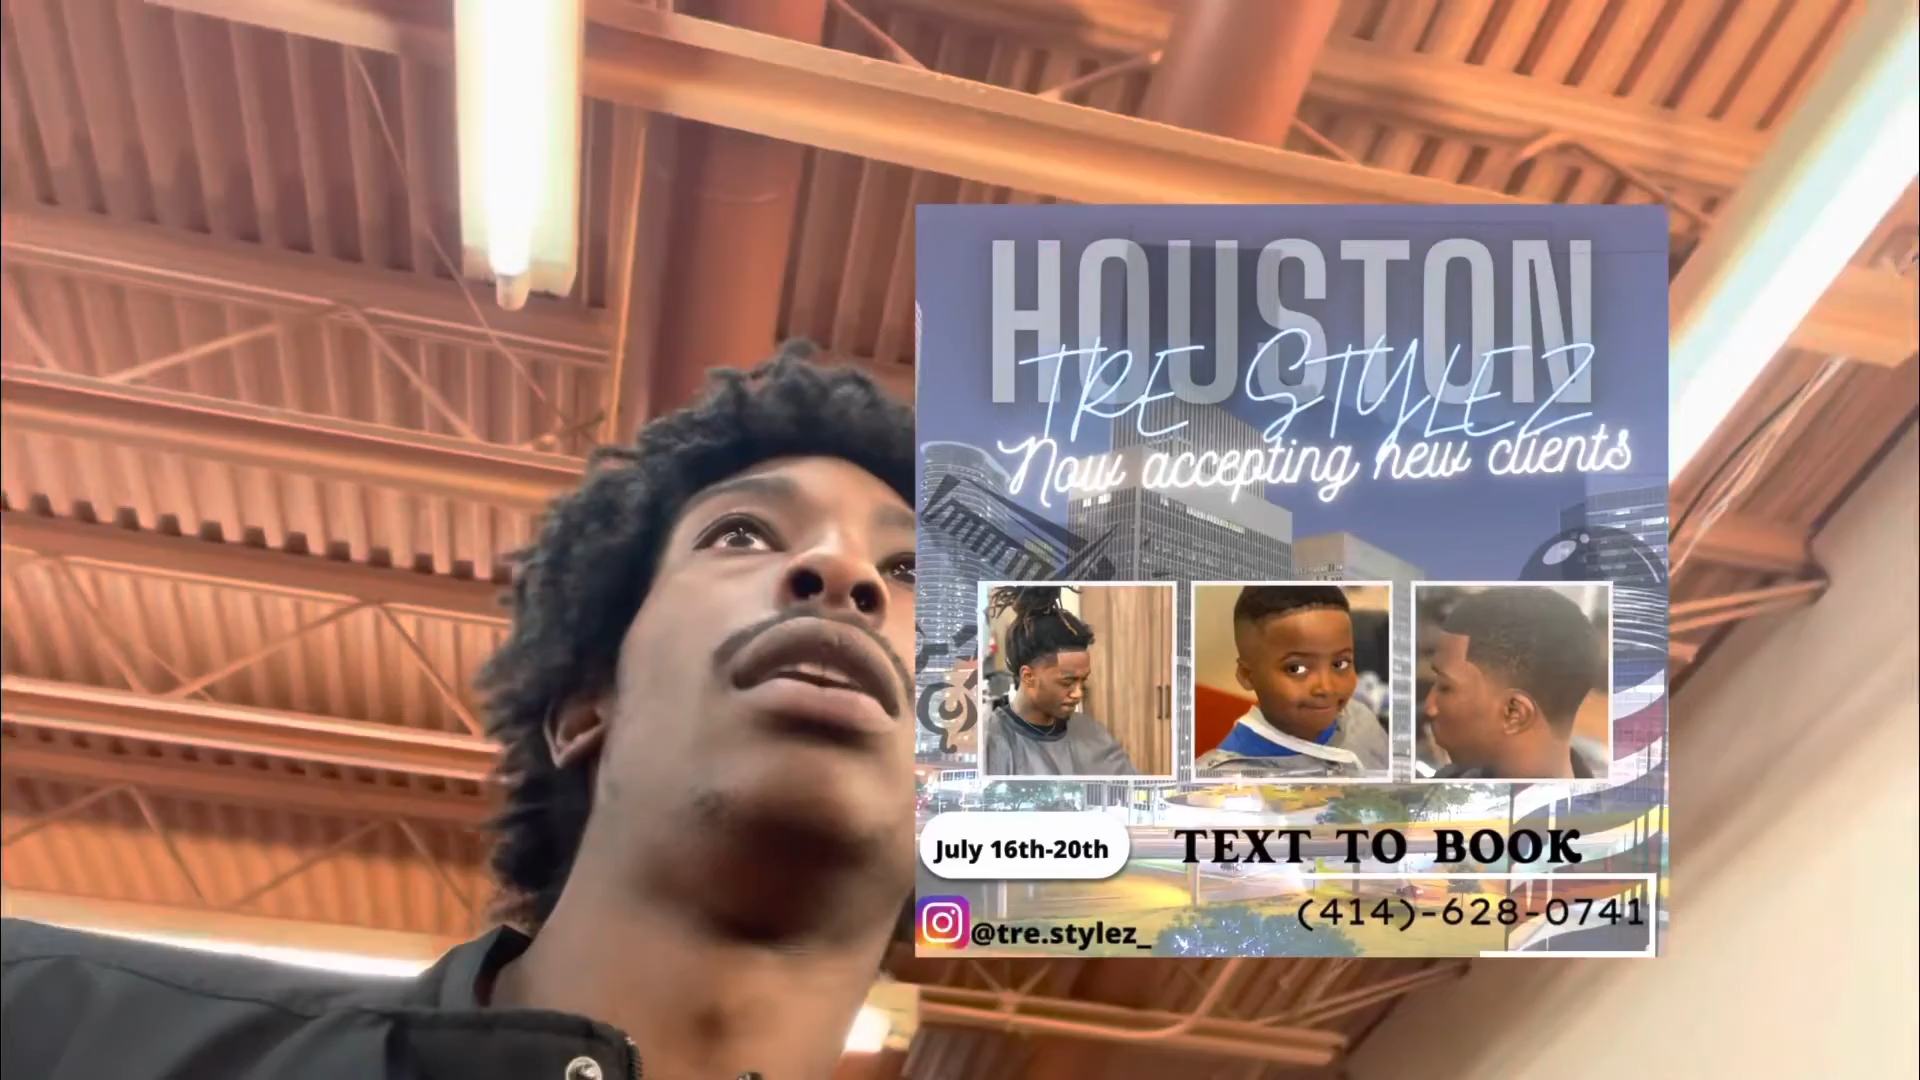 HOUSTON
TRE STYLEZ
Now accepting new clients
July 16th-20th
TEXT TO BOOK
(414)-628-0741
@tre.stylez_